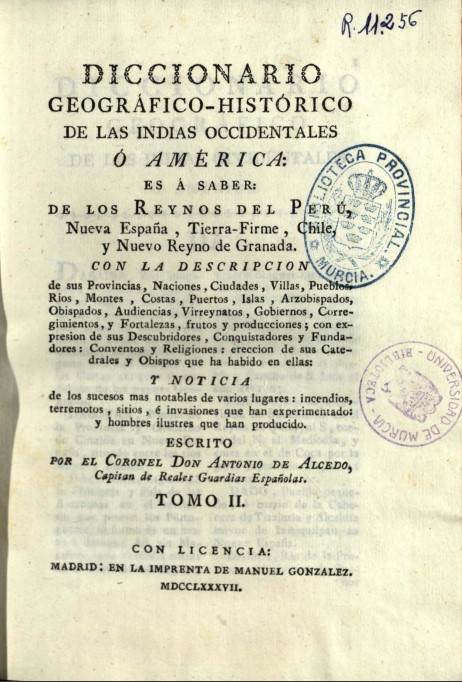 R.11.256
DICCIONARIO
GEOGRÁFICO-HISTÓRICO
DE LAS INDIAS OCCIDENTALES
Ó AMÉRICA:
ES Á SABER:
DE LOS REYNOS DEL PERÚ,
Nueva España, Tierra-Firme, Chile,
y Nuevo Reyno de Granada.
CON LA DESCRIPCION
de sus Provincias, Naciones, Ciudades, Villas, Pueblos,
Rios, Montes, Costas, Puertos, Islas, Arzobispados,
Obispados, Audiencias, Virreynatos, Gobiernos, Corre-
gimientos, y Fortalezas, frutos y producciones; con ex-
presion de sus Descubridores, Conquistadores y Funda-
dores: Conventos y Religiones: ereccion de sus Cate-
drales y Obispos que ha habido en ellas:
Y NOTICIA
de los sucesos mas notables de varios lugares: incendios,
terremotos, sitios, é invasiones que han experimentado:
y hombres ilustres que han producido.
ESCRITO
POR EL CORONEL DON ANTONIO DE ALCEDO,
Capitan de Reales Guardias Españolas.
TOMO II.
CON LICENCIA:
MADRID: EN LA IMPRENTA DE MANUEL GONZALEZ.
MDCCLXXXVII.
BIBLIOTECA PROVINCIAL.
MURCIA.
UNIVERSIDAD DE MURCIA - BIBLIOTECA